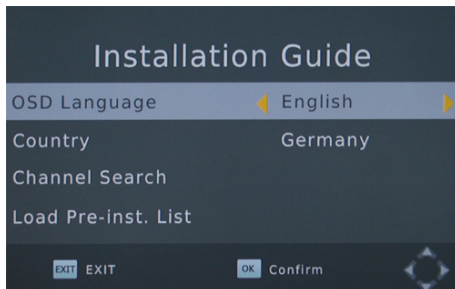 Installation Guide
OSD Language English
Country Germany
Channel Search
Load Pre-inst. List
EXIT EXIT OK Confirm